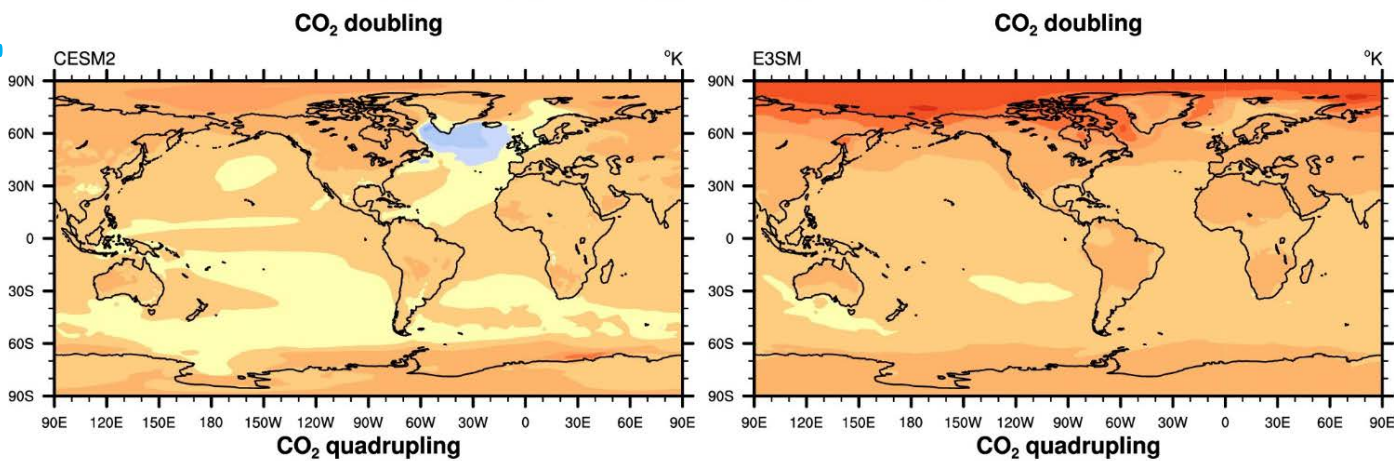 CO₂ doubling
CESM2 °K
90N
60N
30N
0
30S
60S
90S
90E 120E 150E 180 150W 120W 90W 60W 30W 0 30E 60E 90E
CO₂ quadrupling
CO₂ doubling
E3SM °K
90N
60N
30N
0
30S
60S
90S
90E 120E 150E 180 150W 120W 90W 60W 30W 0 30E 60E 90E
CO₂ quadrupling